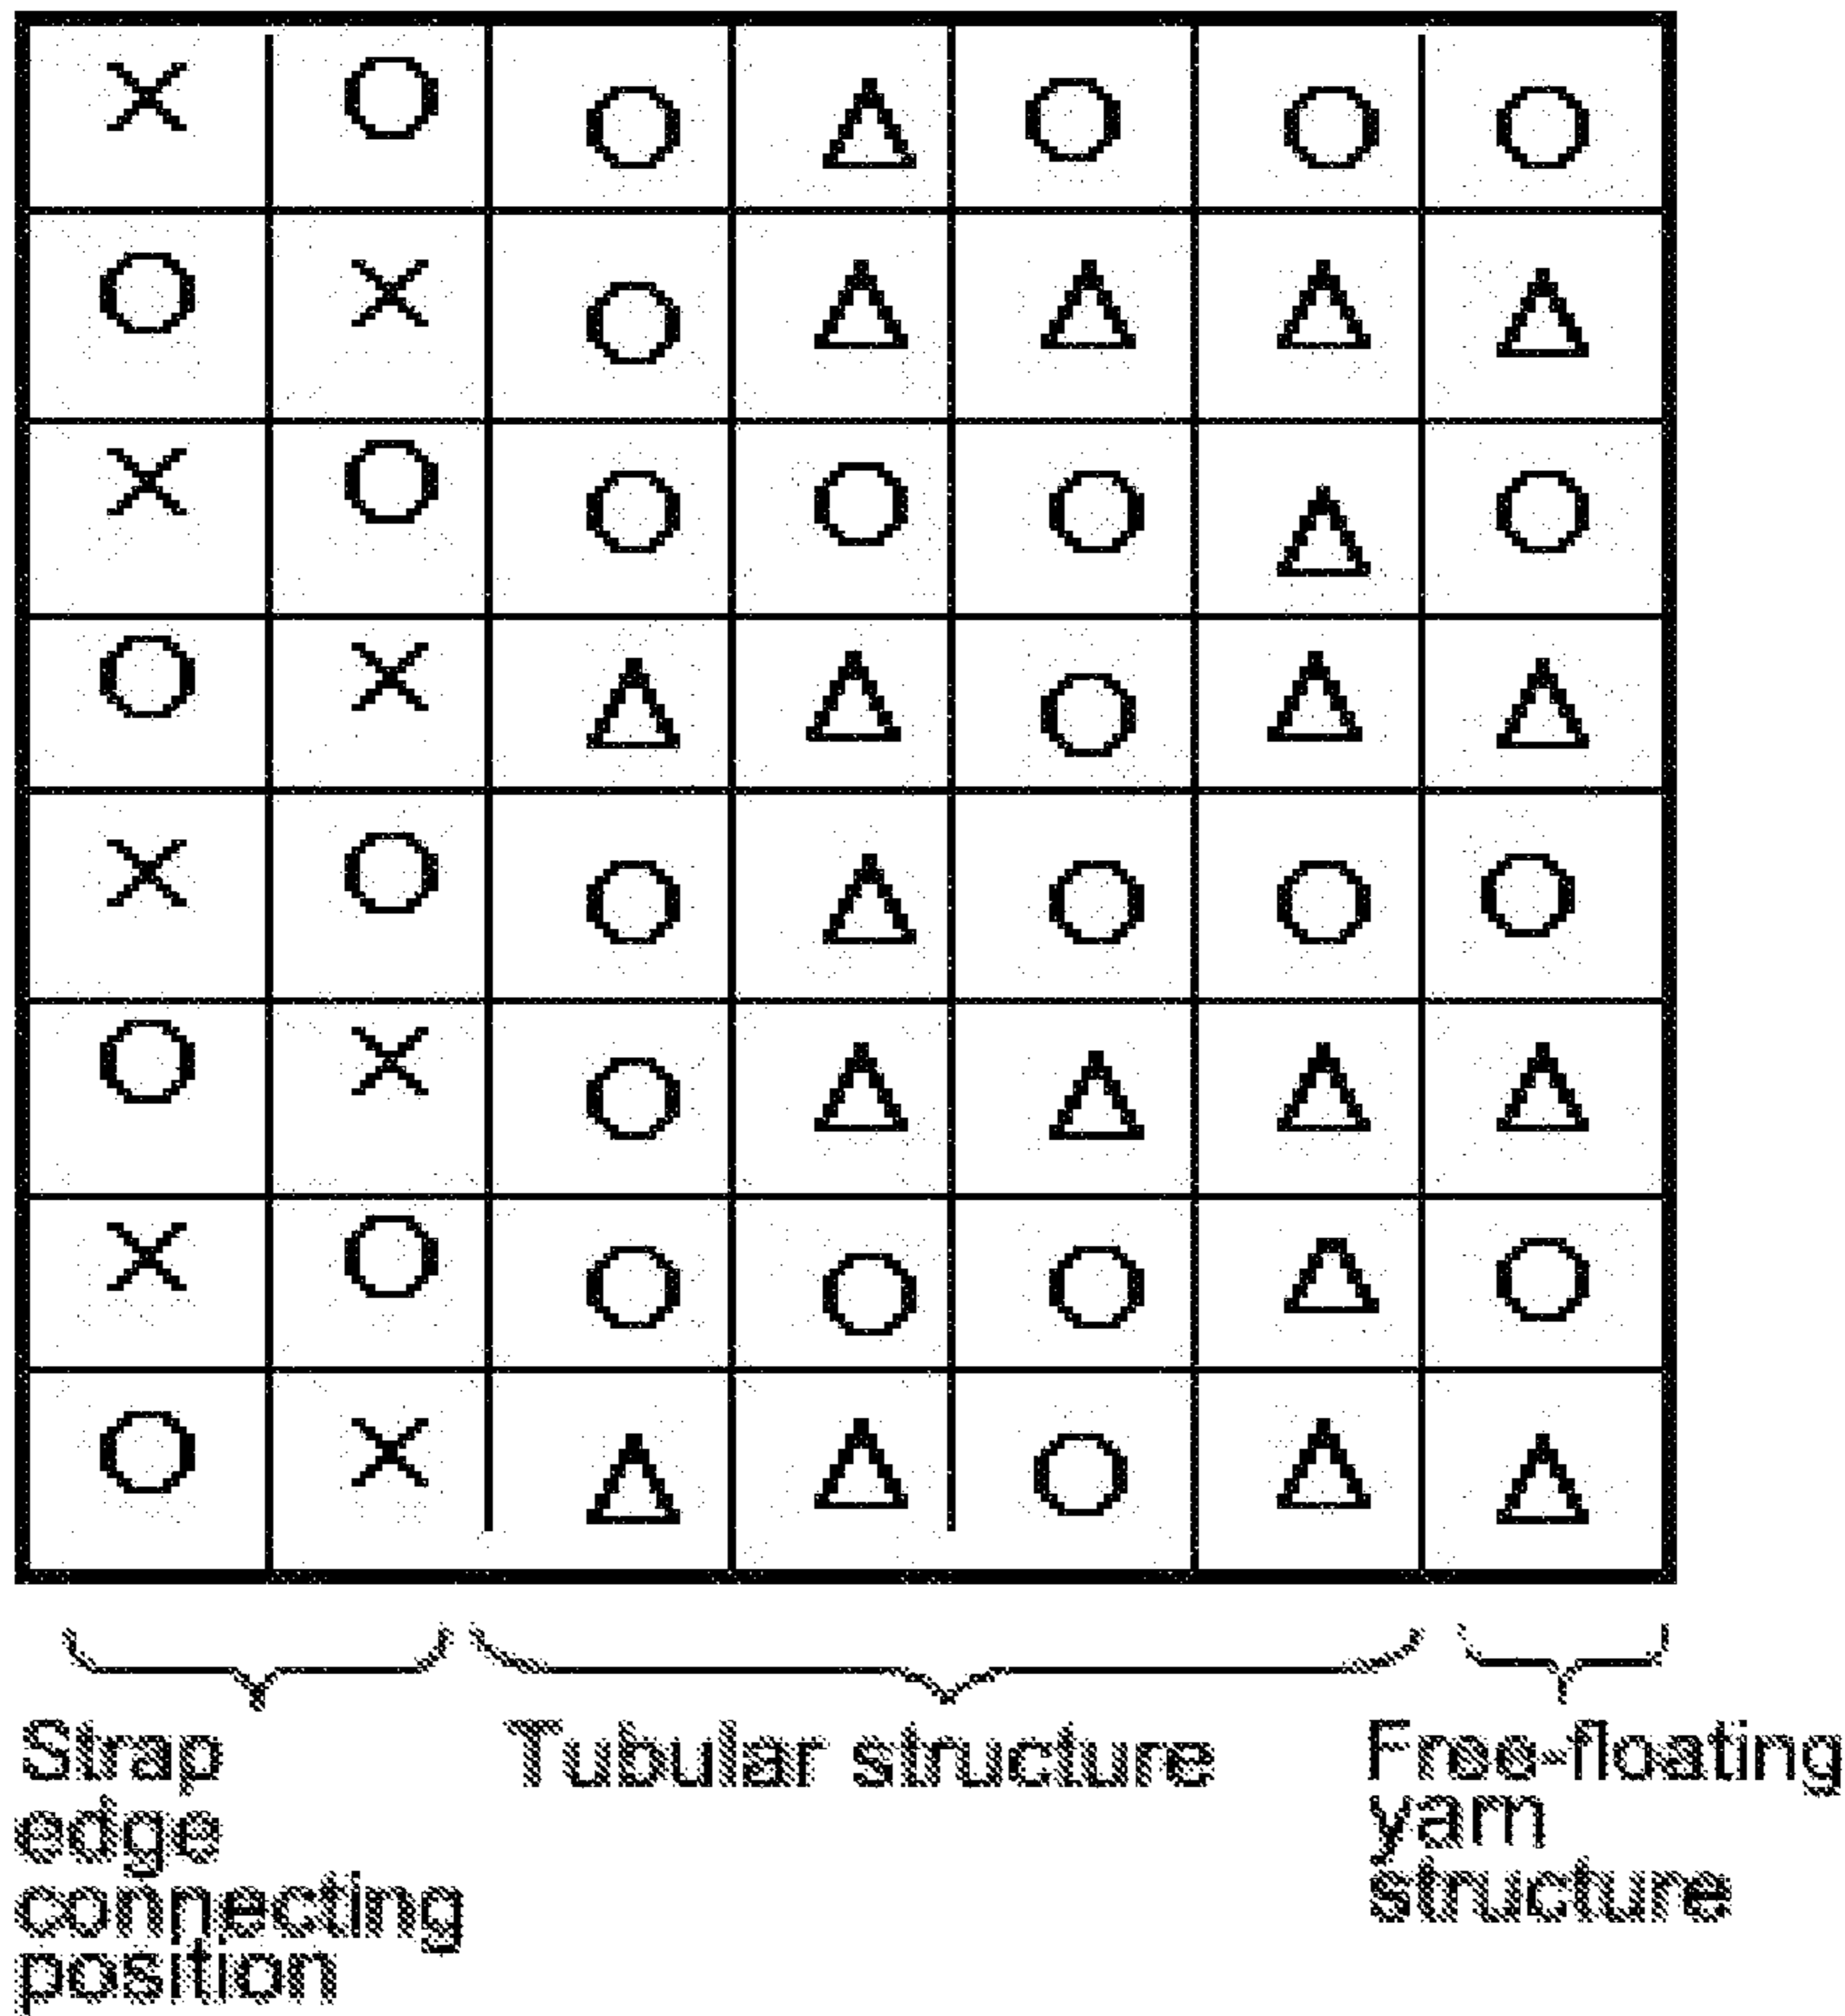 Strap
edge
connecting
position
Tubular structure
Free-floating
yarn
structure